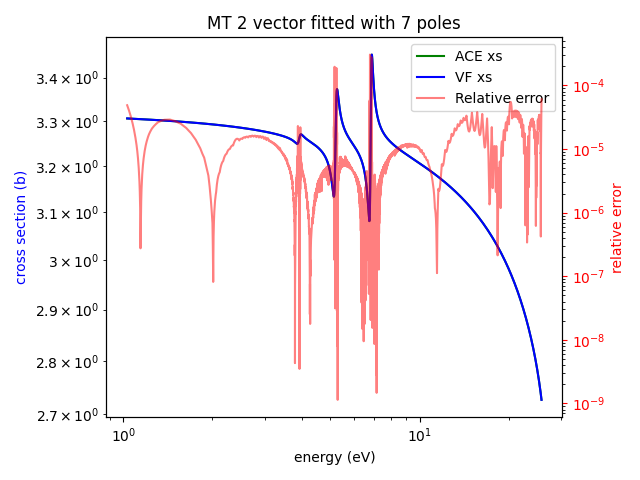 MT 2 vector fitted with 7 poles
ACE xs
VF xs
Relative error
cross section (b)
3.4 × 10⁰
3.3 × 10⁰
3.2 × 10⁰
3.1 × 10⁰
3 × 10⁰
2.9 × 10⁰
2.8 × 10⁰
2.7 × 10⁰
10⁻⁴
10⁻⁵
10⁻⁶
10⁻⁷
10⁻⁸
10⁻⁹
relative error
10⁰
10¹
energy (eV)